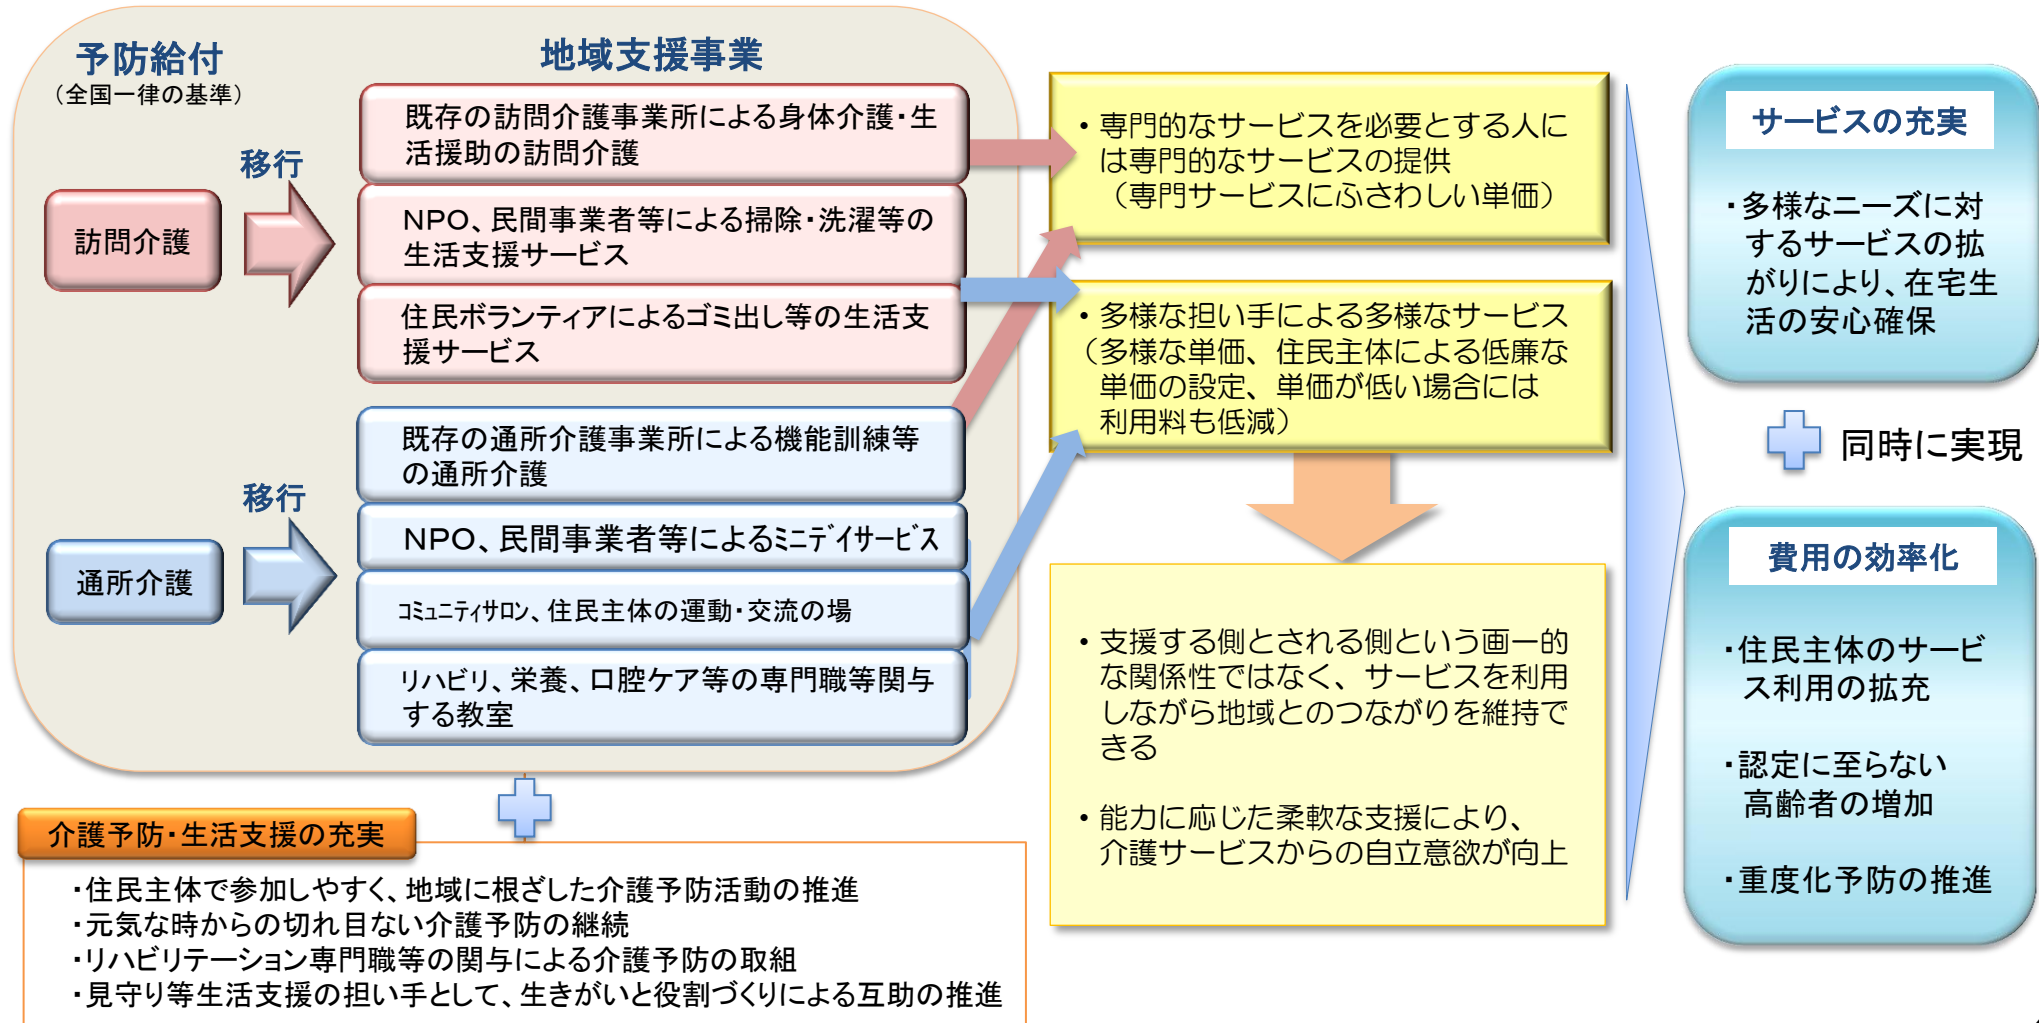 予防給付
（全国一律の基準）
地域支援事業
移行
訪問介護
既存の訪問介護事業所による身体介護・生
活援助の訪問介護
NPO、民間事業者等による掃除・洗濯等の
生活支援サービス
住民ボランティアによるゴミ出し等の生活支
援サービス
移行
通所介護
既存の通所介護事業所による機能訓練等
の通所介護
NPO、民間事業者等によるミニデイサービス
コミュニティサロン、住民主体の運動・交流の場
リハビリ、栄養、口腔ケア等の専門職等関与
する教室
介護予防・生活支援の充実
・住民主体で参加しやすく、地域に根ざした介護予防活動の推進
・元気な時からの切れ目ない介護予防の継続
・リハビリテーション専門職等の関与による介護予防の取組
・見守り等生活支援の担い手として、生きがいと役割づくりによる互助の推進
・専門的なサービスを必要とする人に
は専門的なサービスの提供
（専門サービスにふさわしい単価）
・多様な担い手による多様なサービス
（多様な単価、住民主体による低廉な
単価の設定、単価が低い場合には
利用料も低減）
・支援する側とされる側という画一的
な関係性ではなく、サービスを利用
しながら地域とのつながりを維持で
きる
・能力に応じた柔軟な支援により、
介護サービスからの自立意欲が向上
サービスの充実
・多様なニーズに対
するサービスの拡
がりにより、在宅生
活の安心確保
同時に実現
費用の効率化
・住民主体のサービ
ス利用の拡充
・認定に至らない
高齢者の増加
・重度化予防の推進